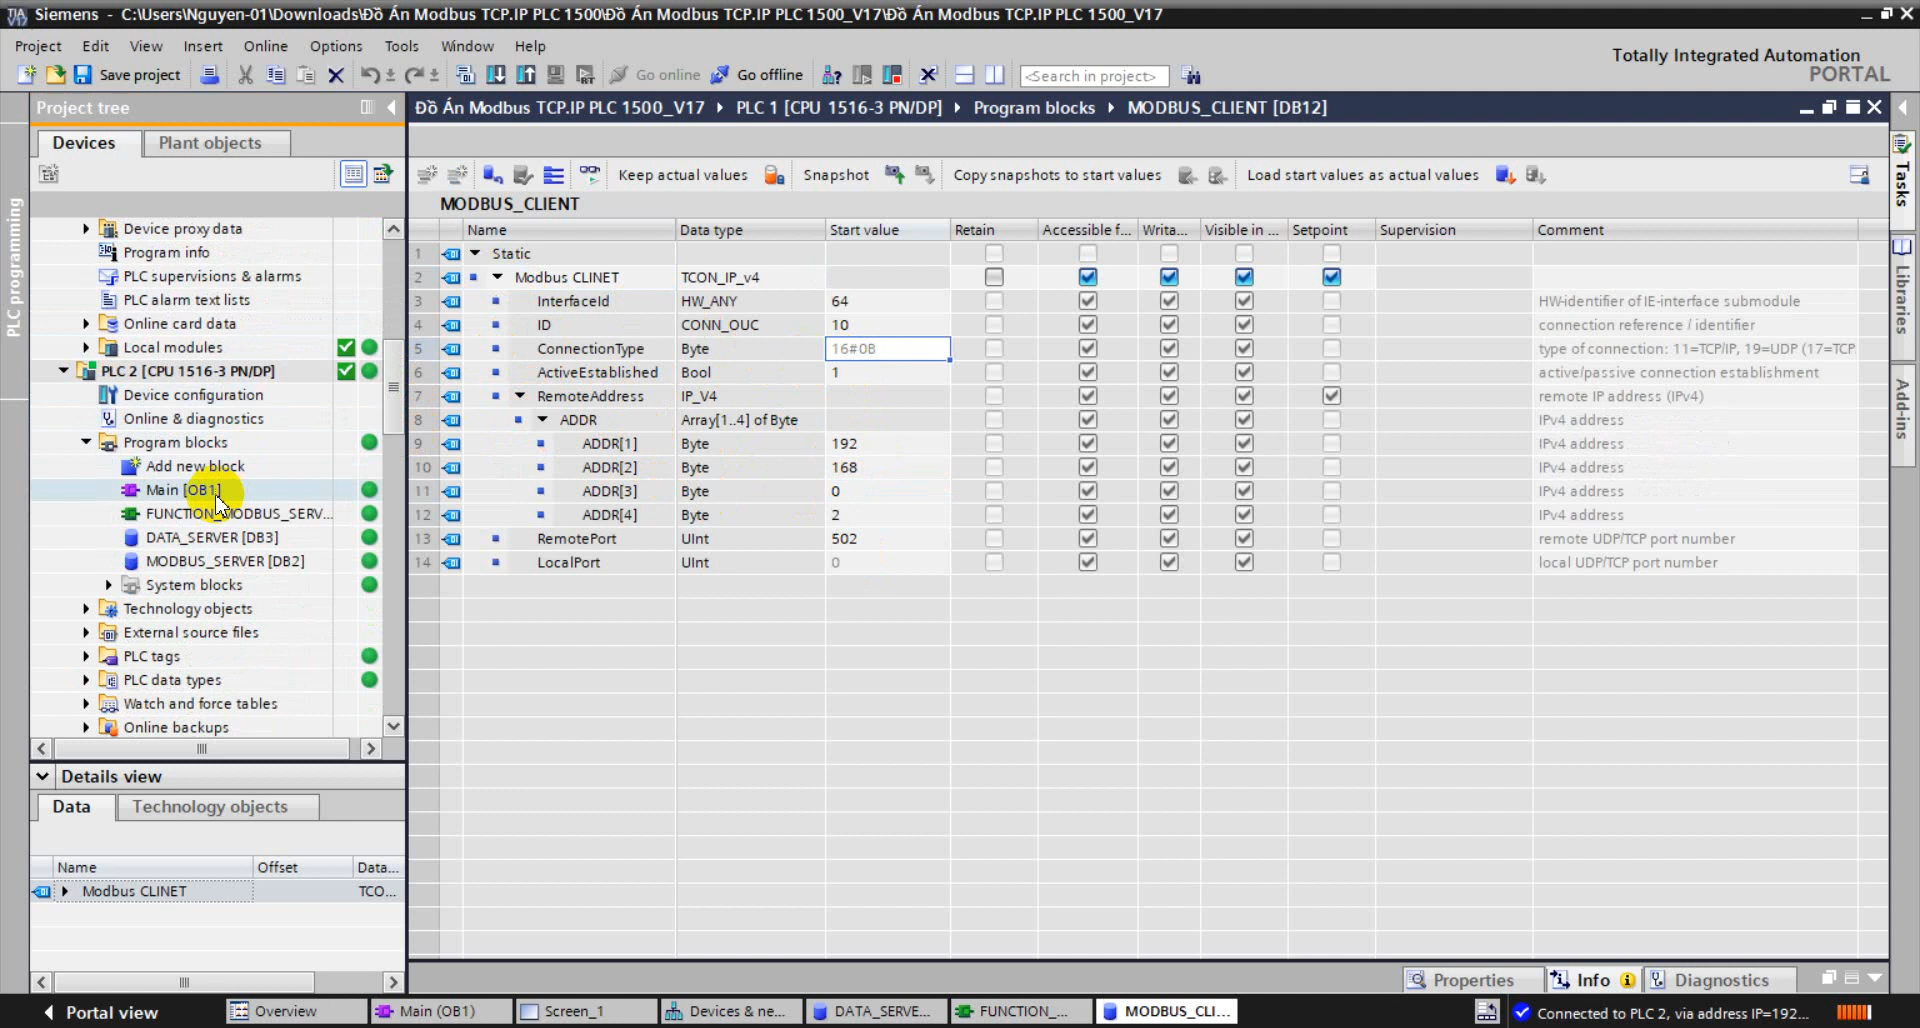 Siemens - C:\Users\Nguyen-01\Downloads\Đồ Án Modbus TCP.IP PLC 1500\Đồ Án Modbus TCP.IP PLC 1500_V17\Đồ Án Modbus TCP.IP PLC 1500_V17
Project Edit View Insert Online Options Tools Window Help
Totally Integrated Automation
PORTAL
Save project Go online Go offline <Search in project>
Project tree
Đồ Án Modbus TCP.IP PLC 1500_V17 PLC 1 [CPU 1516-3 PN/DP] Program blocks MODBUS_CLIENT [DB12]
Devices Plant objects
PLC programming
Device proxy data
Program info
PLC supervisions & alarms
PLC alarm text lists
Online card data
Local modules
PLC 2 [CPU 1516-3 PN/DP]
Device configuration
Online & diagnostics
Program blocks
Add new block
Main [OB1]
FUNCTION_MODBUS_SERV...
DATA_SERVER [DB3]
MODBUS_SERVER [DB2]
System blocks
Technology objects
External source files
PLC tags
PLC data types
Watch and force tables
Online backups
Details view
Data Technology objects
Name Offset Data...
Modbus CLINET TCO...
Keep actual values Snapshot Copy snapshots to start values Load start values as actual values
MODBUS_CLIENT
Name Data type Start value Retain Accessible f... Writa... Visible in ... Setpoint Supervision Comment
1 Static
2 Modbus CLINET TCON_IP_v4
3 InterfaceId HW_ANY 64 HW-identifier of IE-interface submodule
4 ID CONN_OUC 10 connection reference / identifier
5 ConnectionType Byte 16#0B type of connection: 11=TCP/IP, 19=UDP (17=TCP
6 ActiveEstablished Bool 1 active/passive connection establishment
7 RemoteAddress IP_V4 remote IP address (IPv4)
8 ADDR Array[1..4] of Byte IPv4 address
9 ADDR[1] Byte 192 IPv4 address
10 ADDR[2] Byte 168 IPv4 address
11 ADDR[3] Byte 0 IPv4 address
12 ADDR[4] Byte 2 IPv4 address
13 RemotePort UInt 502 remote UDP/TCP port number
14 LocalPort UInt 0 local UDP/TCP port number
Tasks
Libraries
Add-ins
Properties Info Diagnostics
Portal view Overview Main (OB1) Screen_1 Devices & ne... DATA_SERVE... FUNCTION_... MODBUS_CLI... Connected to PLC 2, via address IP=192...